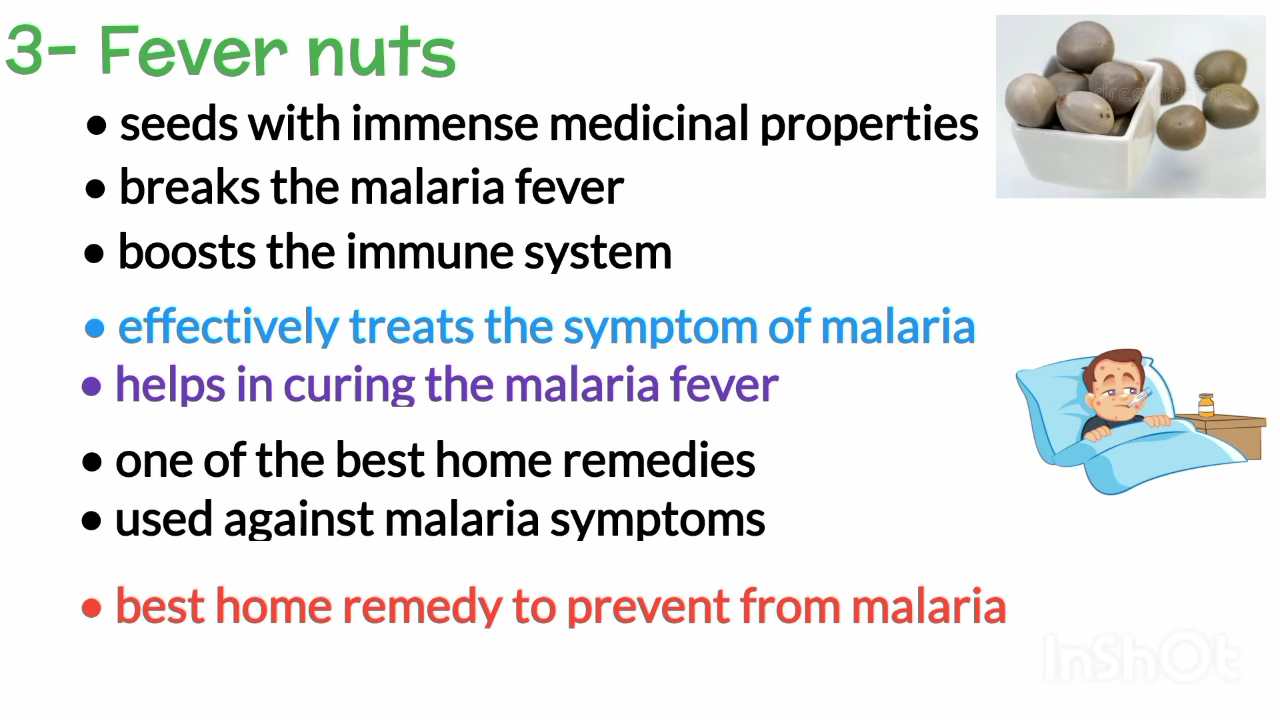 3- Fever nuts
• seeds with immense medicinal properties
• breaks the malaria fever
• boosts the immune system
• effectively treats the symptom of malaria
• helps in curing the malaria fever
• one of the best home remedies
• used against malaria symptoms
• best home remedy to prevent from malaria
InShOt